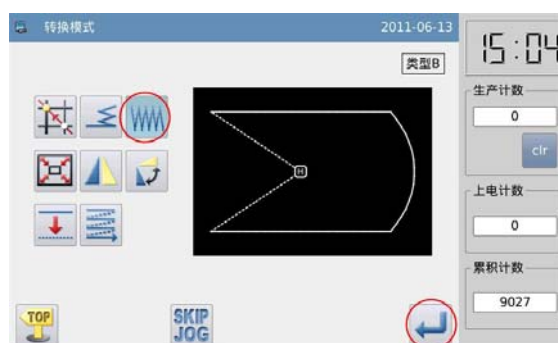 转换模式 2011-06-13
类型B
15:04
生产计数
0
clr
上电计数
0
累积计数
9027
H
TOP
SKIP
JOG